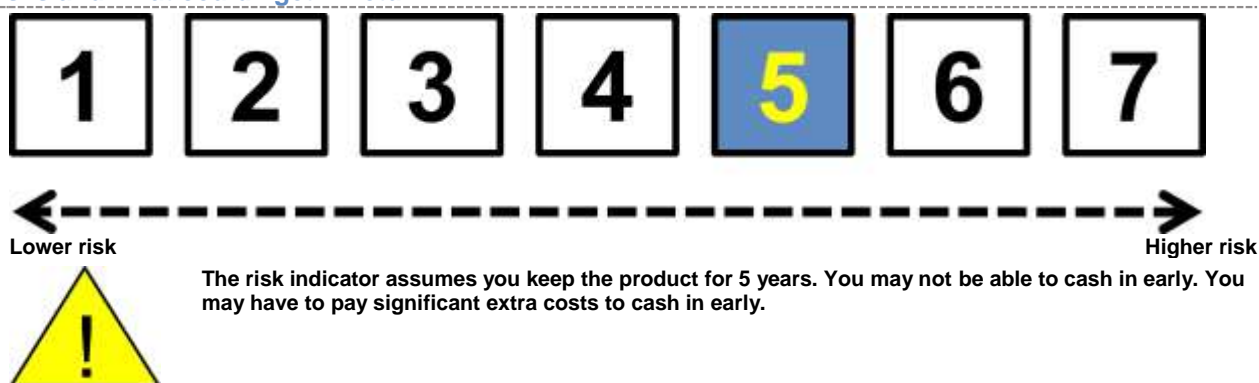 1 2 3 4 5 6 7
Lower risk Higher risk
The risk indicator assumes you keep the product for 5 years. You may not be able to cash in early. You
may have to pay significant extra costs to cash in early.
!